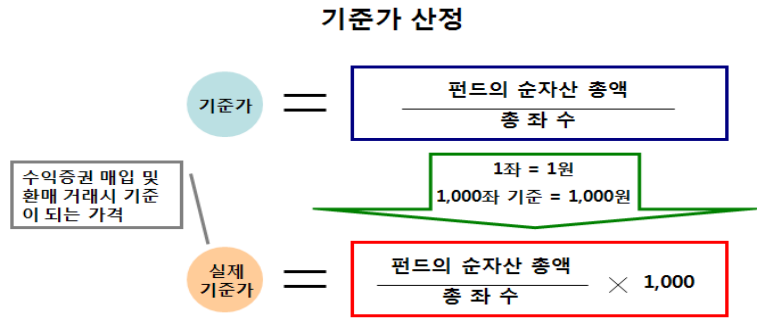 기준가 산정
기준가
펀드의 순자산 총액
총 좌 수
수익증권 매입 및
환매 거래시 기준
이 되는 가격
1좌 = 1원
1,000좌 기준 = 1,000원
실제
기준가
펀드의 순자산 총액
총 좌 수
× 1,000